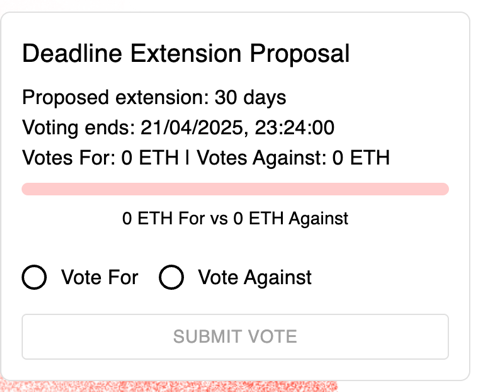 Deadline Extension Proposal
Proposed extension: 30 days
Voting ends: 21/04/2025, 23:24:00
Votes For: 0 ETH | Votes Against: 0 ETH
0 ETH For vs 0 ETH Against
Vote For Vote Against
SUBMIT VOTE